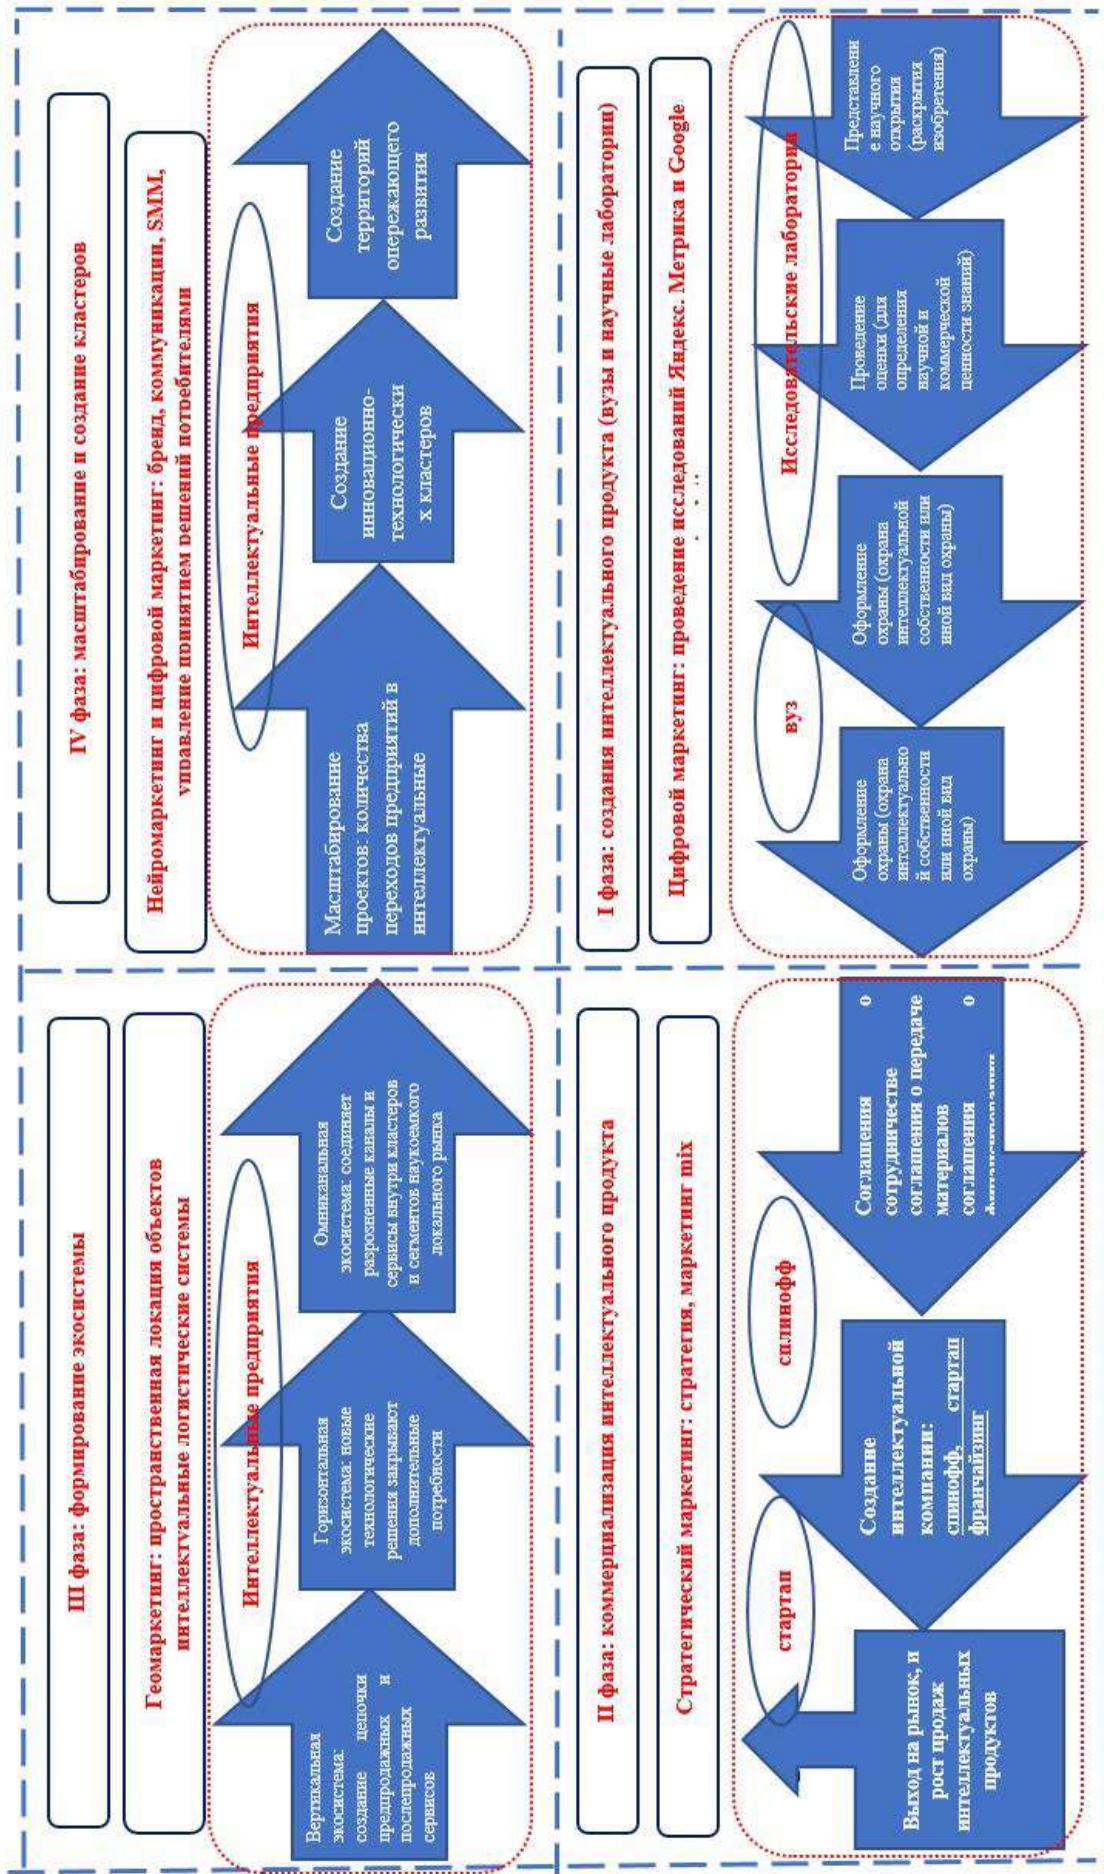 III фаза: формирование экосистемы
Геомаркетинг: пространственная локация объектов
интеллектуальные логистические системы
Интеллектуальные предприятия
Вертикальная
экосистема:
создание цепочки
предпродажных и
послепродажных
сервисов
Горизонтальная
экосистема: новые
технологические
решения закрывают
дополнительные
потребности
Омниканальная
экосистема: соединяет
разрозненные каналы и
сервисы внутри кластеров
и сегментов наукоемкого
локального рынка
IV фаза: масштабирование и создание кластеров
Нейромаркетинг и цифровой маркетинг: бренд, коммуникации, SMM,
управление принятием решений потребителями
Интеллектуальные предприятия
Масштабирование
проектов: количества
переходов предприятий в
интеллектуальные
Создание
инновационно-
технологически
х кластеров
Создание
территорий
опережающего
развития
II фаза: коммерциализация интеллектуального продукта
Стратегический маркетинг: стратегия, маркетинг mix
стартап
сплинофф
Выход на рынок, и
рост продаж
интеллектуальных
продуктов
Создание
интеллектуальной
компании:
спинофф, стартап
франчайзинг
Соглашения о
сотрудничестве
соглашения о передаче
материалов
соглашения о
I фаза: создания интеллектуального продукта (вузы и научные лаборатории)
Цифровой маркетинг: проведение исследований Яндекс. Метрика и Google
вуз
Исследовательские лаборатории
Оформление
охраны (охрана
интеллектуально
й собственности
или иной вид
охраны)
Оформление
охраны (охрана
интеллектуальной
собственности или
иной вид охраны)
Проведение
оценки (для
определения
научной и
коммерческой
ценности знаний)
Представлени
е научного
открытия
(раскрытия
изобретения)